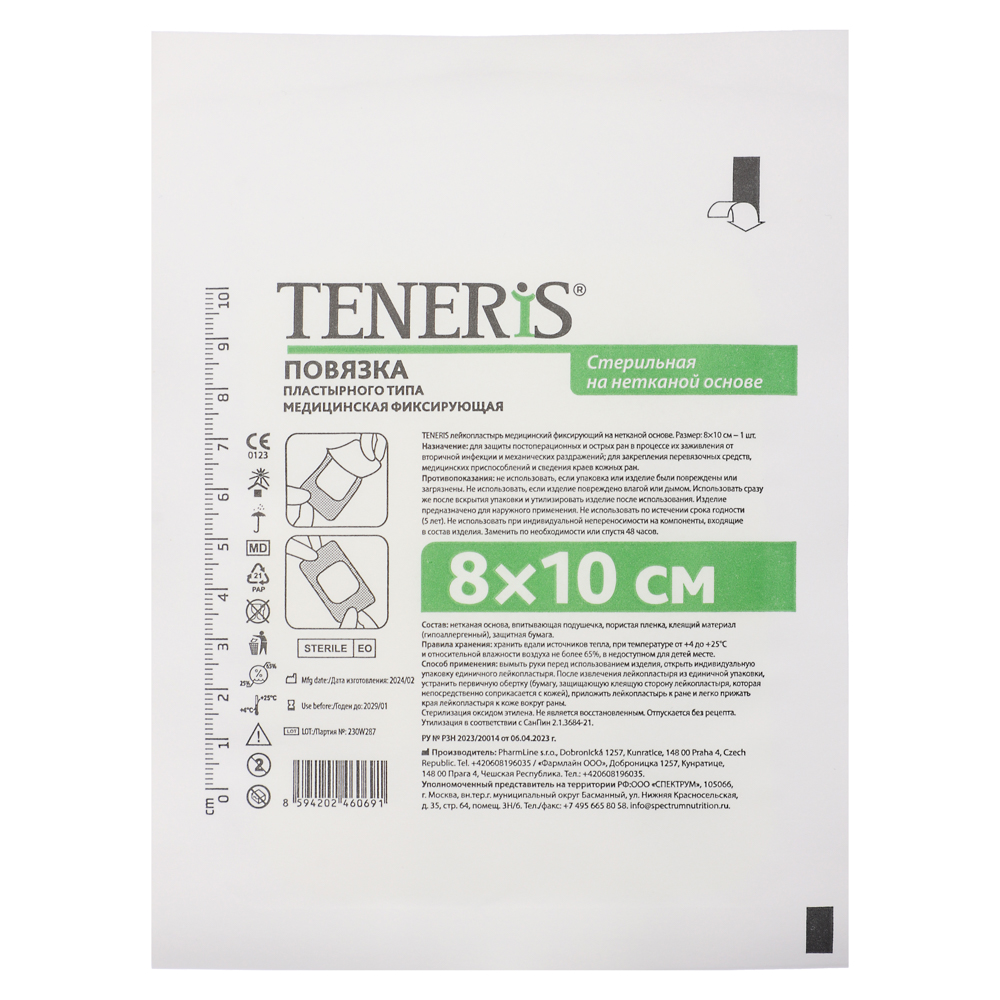 TENERIS®
ПОВЯЗКА
ПЛАСТЫРНОГО ТИПА
МЕДИЦИНСКАЯ ФИКСИРУЮЩАЯ
Стерильная
на нетканой основе
TENERIS лейкопластырь медицинский фиксирующий на нетканой основе. Размер: 8×10 см – 1 шт.
Назначение: для защиты постоперационных и острых ран в процессе их заживления от
вторичной инфекции и механических раздражений; для закрепления перевязочных средств,
медицинских приспособлений и сведения краев кожных ран.
Противопоказания: не использовать, если упаковка или изделие были повреждены или
загрязнены. Не использовать, если изделие повреждено влагой или дымом. Использовать сразу
же после вскрытия упаковки и утилизировать изделие после использования. Изделие
предназначено для наружного применения. Не использовать по истечении срока годности
(5 лет). Не использовать при индивидуальной непереносимости на компоненты, входящие
в состав изделия. Заменить по необходимости или спустя 48 часов.
8×10 см
Состав: нетканая основа, впитывающая подушечка, пористая пленка, клеящий материал
(гипоаллергенный), защитная бумага.
Правила хранения: хранить вдали источников тепла, при температуре от +4 до +25°C
и относительной влажности воздуха не более 65%, в недоступном для детей месте.
Способ применения: вымыть руки перед использованием изделия, открыть индивидуальную
упаковку единичного лейкопластыря. После извлечения лейкопластыря из единичной упаковки,
устранить первичную обертку (бумагу, защищающую клеящую сторону лейкопластыря, которая
непосредственно соприкасается с кожей), приложить лейкопластырь к ране и легко прижать
края лейкопластыря к коже вокруг раны.
Стерилизация оксидом этилена. Не является восстановленным. Отпускается без рецепта.
Утилизация в соответствии с СанПин 2.1.3684-21.
РУ № РЗН 2023/20014 от 06.04.2023 г.
Производитель: PharmLine s.r.o., Dobronická 1257, Kunratice, 148 00 Praha 4, Czech
Republic. Tel. +420608196035 / «Фармлайн ООО», Доброницка 1257, Кунратице,
148 00 Прага 4, Чешская Республика. Тел.: +420608196035.
Уполномоченный представитель на территории РФ:ООО «СПЕКТРУМ», 105066,
г. Москва, вн.тер.г. муниципальный округ Басманный, ул. Нижняя Красносельская,
д. 35, стр. 64, помещ. 3Н/6. Тел./факс: +7 495 665 80 58. info@spectrumnutrition.ru.
CE
0123
MD
21
PAP
65%
25%
+25°C
+4°C
2
STERILE EO
Mfg date:/Дата изготовления: 2024/02
Use before:/Годен до: 2029/01
LOT LOT:/Партия №: 230W287
8 594202 460691
cm 0 1 2 3 4 5 6 7 8 9 10